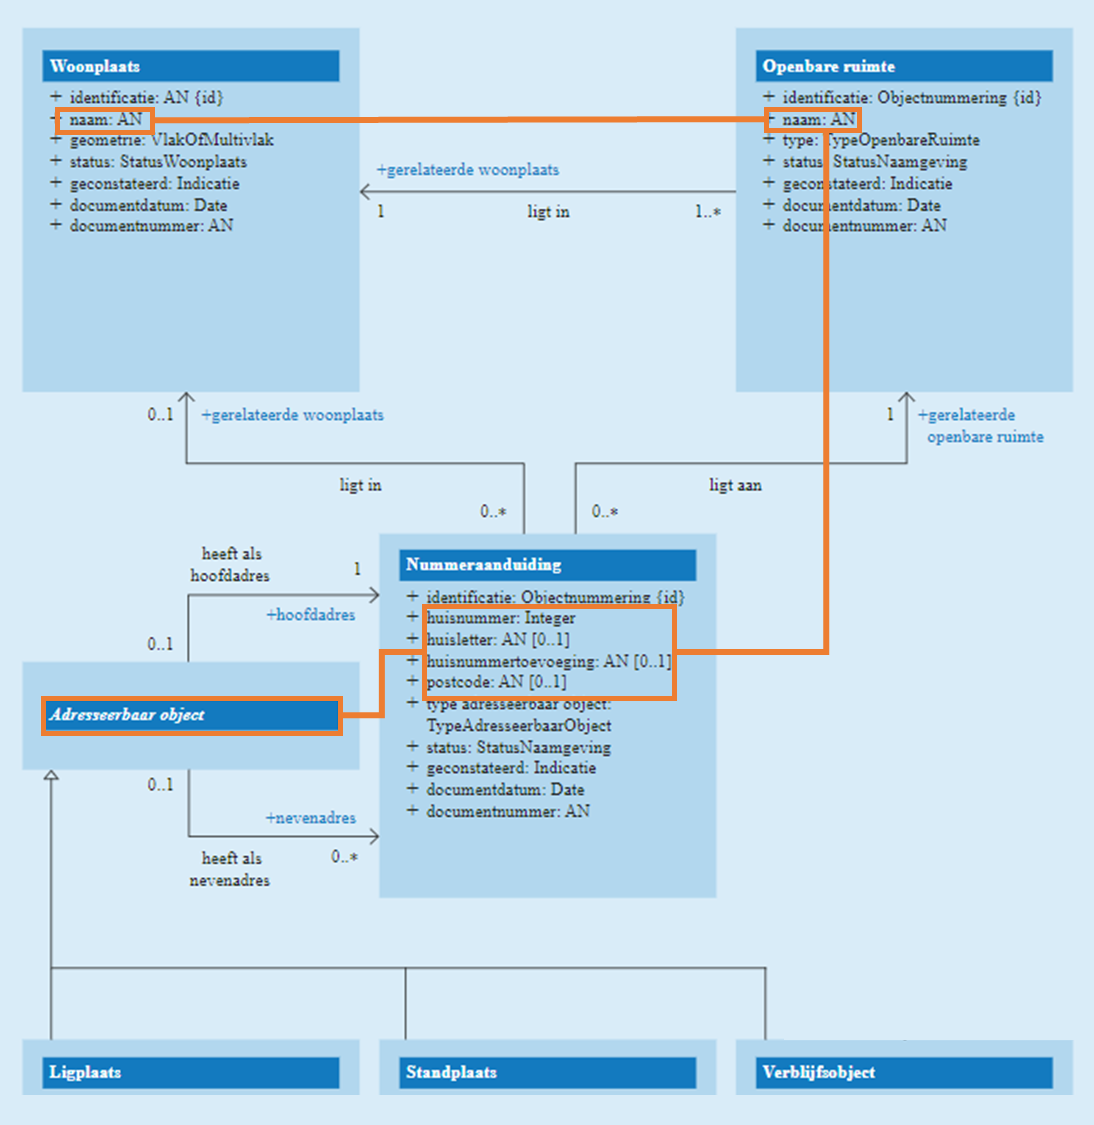 Woonplaats
+ identificatie: AN {id}
+ naam: AN
+ geometrie: VlakOfMultivlak
+ status: StatusWoonplaats
+ geconstateerd: Indicatie
+ documentdatum: Date
+ documentnummer: AN
Openbare ruimte
+ identificatie: Objectnummering {id}
+ naam: AN
+ type: TypeOpenbareRuimte
+ status: StatusNaamgeving
+ geconstateerd: Indicatie
+ documentdatum: Date
+ documentnummer: AN
+gerelateerde woonplaats
1
ligt in
1..*
0..1
+gerelateerde woonplaats
1
+gerelateerde
openbare ruimte
ligt in
ligt aan
0..*
0..*
heeft als
hoofdadres
1
+hoofdadres
0..1
Nummeraanduiding
+ identificatie: Objectnummering {id}
+ huisnummer: Integer
+ huisletter: AN [0..1]
+ huisnummertoevoeging: AN [0..1]
+ postcode: AN [0..1]
+ type adresseerbaar object:
TypeAdresseerbaarObject
+ status: StatusNaamgeving
+ geconstateerd: Indicatie
+ documentdatum: Date
+ documentnummer: AN
Adresseerbaar object
0..1
+nevenadres
heeft als
nevenadres
0..*
Ligplaats
Standplaats
Verblijfsobject